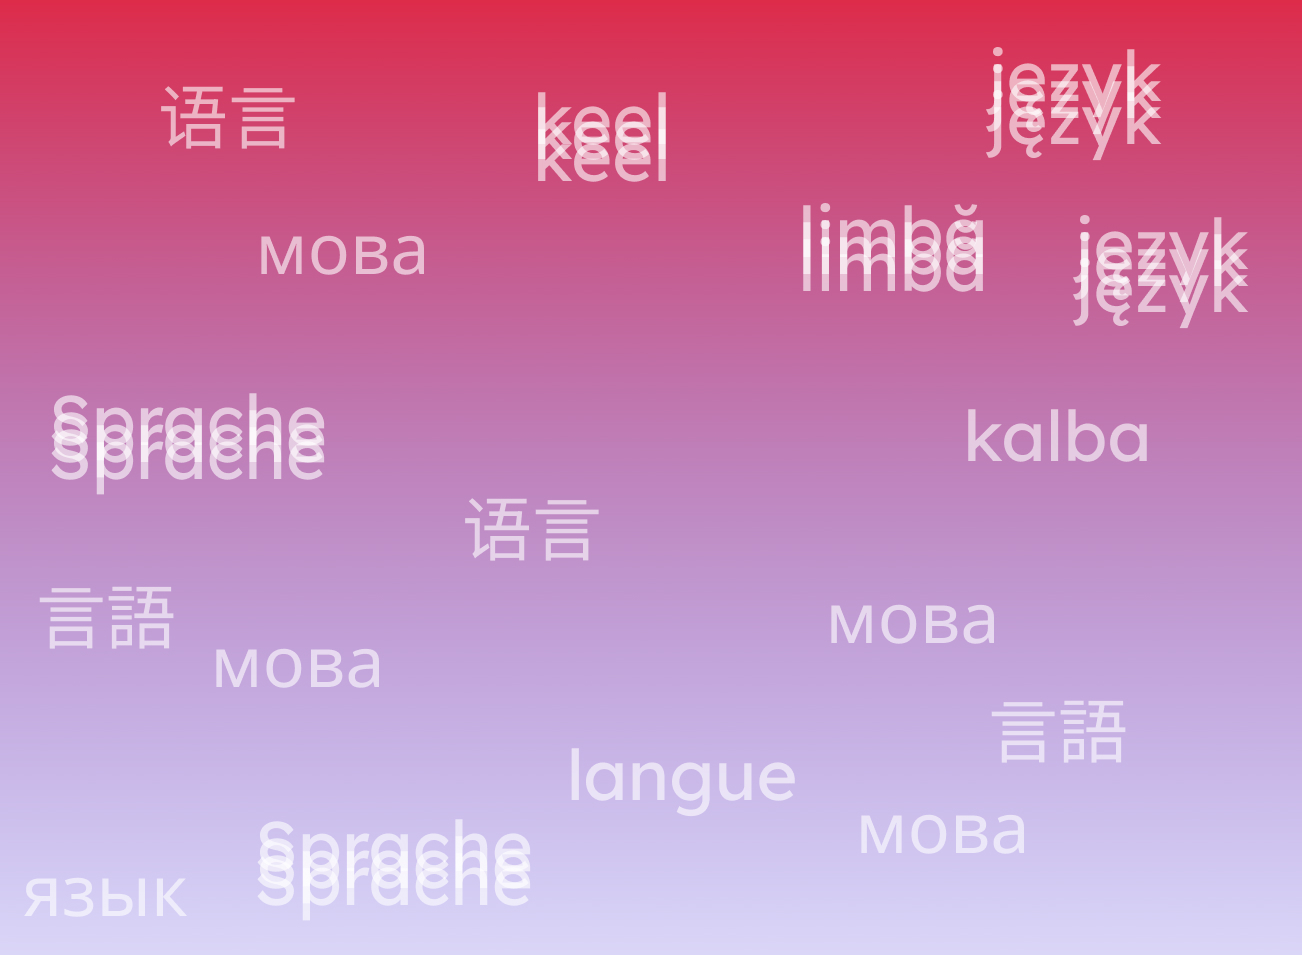 język
语言
keel
limbă
język
мова
Sprache
kalba
语言
言語
мова
мова
言語
langue
мова
Sprache
язык